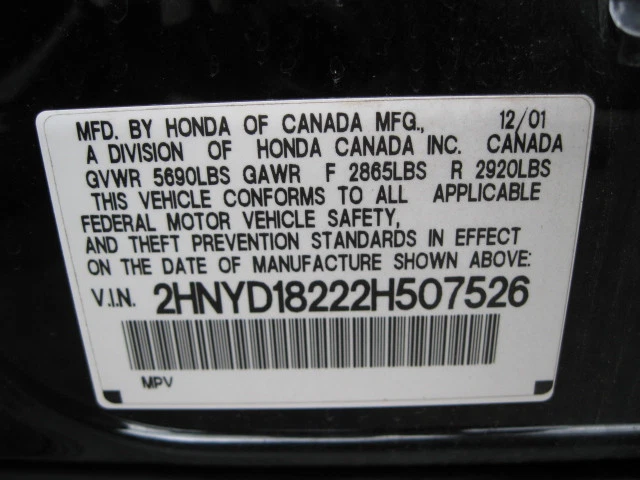 MFD. BY HONDA OF CANADA MFG., 12/01
A DIVISION OF HONDA CANADA INC. CANADA
GVWR 5690LBS GAWR F 2865LBS R 2920LBS
THIS VEHICLE CONFORMS TO ALL APPLICABLE
FEDERAL MOTOR VEHICLE SAFETY,
AND THEFT PREVENTION STANDARDS IN EFFECT
ON THE DATE OF MANUFACTURE SHOWN ABOVE:
V.I.N. 2HNYD18222H507526
MPV